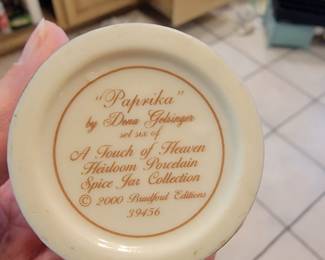 "Paprika"
by Dona Gelsinger
set six of
A Touch of Heaven
Heirloom Porcelain
Spice Jar Collection
© 2000 Bradford Editions
39456